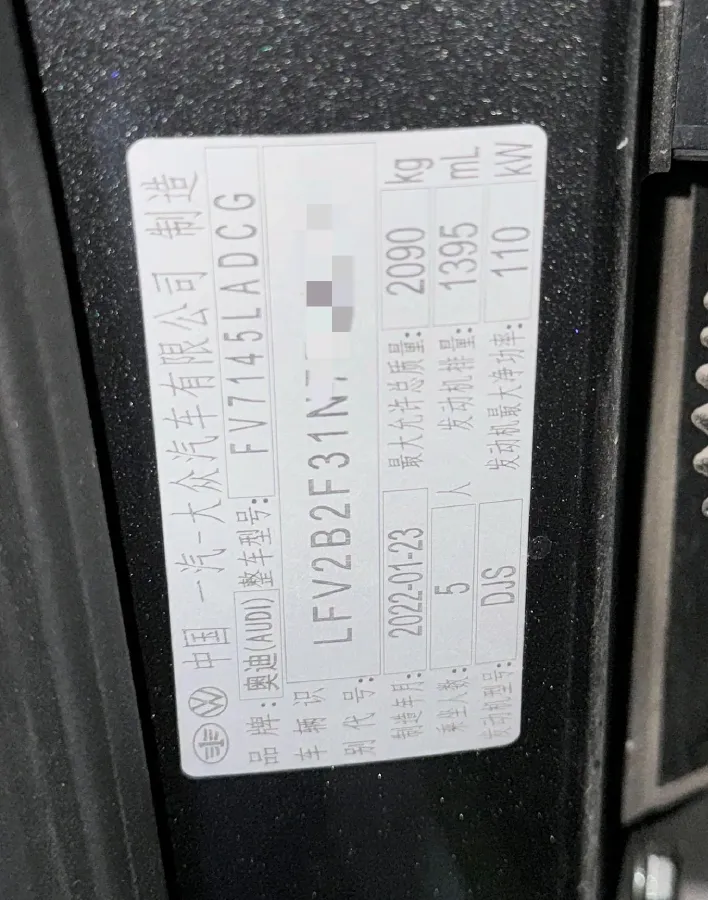 中国 一汽-大众汽车有限公司 制造
品牌: 奥迪(AUDI) 整车型号: FV7145LADCG
车辆识别代号: LFV2B2F31N
制造年月: 2022-01-23 最大允许总质量: 2090 kg
乘坐人数: 5 人 发动机排量: 1395 mL
发动机型号: DJS 发动机最大净功率: 110 kW